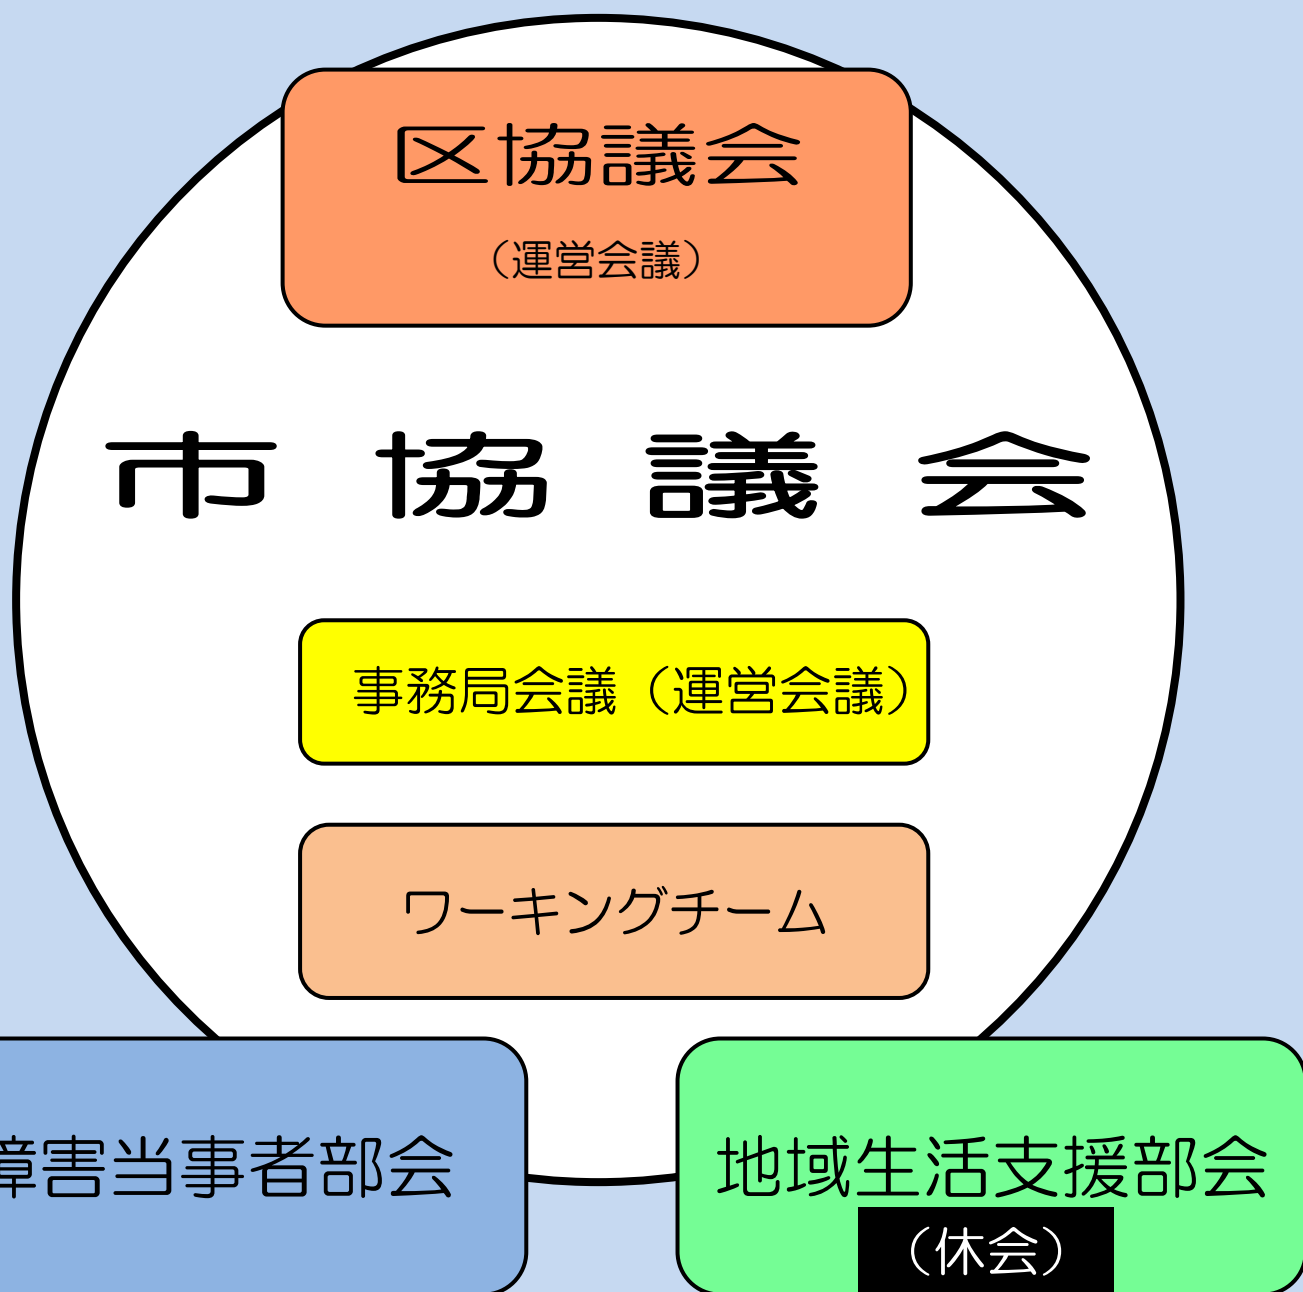 区協議会
（運営会議）
市協議会
事務局会議（運営会議）
ワーキングチーム
障害当事者部会
地域生活支援部会
（休会）